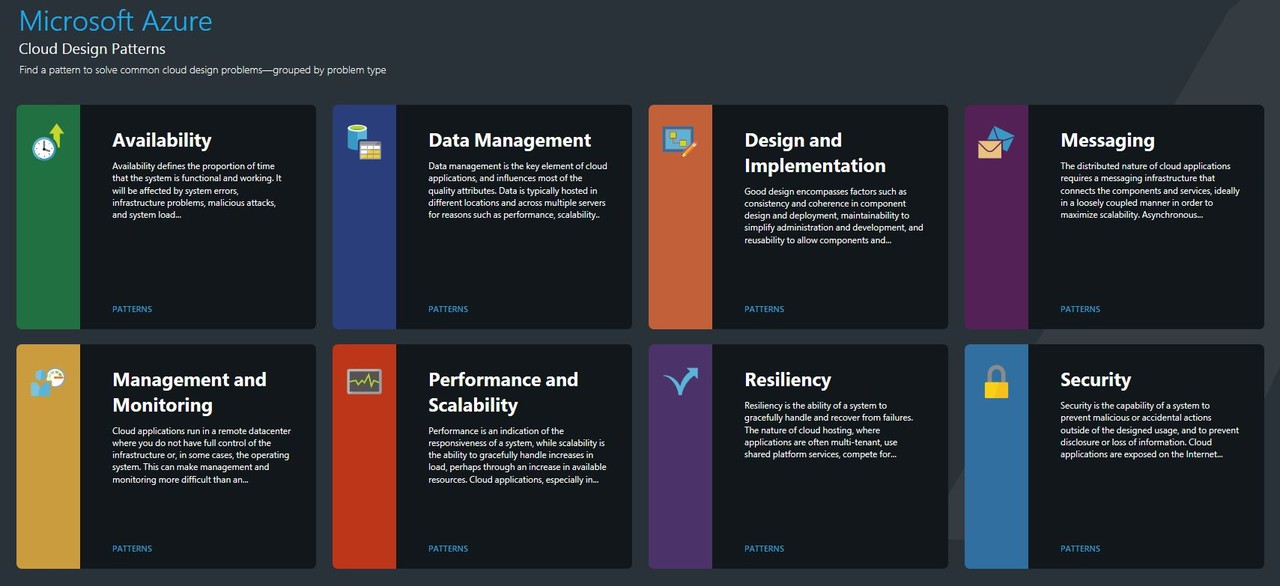 Microsoft Azure
Cloud Design Patterns
Find a pattern to solve common cloud design problems—grouped by problem type
Availability
Availability defines the proportion of time
that the system is functional and working. It
will be affected by system errors,
infrastructure problems, malicious attacks,
and system load...
PATTERNS
Data Management
Data management is the key element of cloud
applications, and influences most of the
quality attributes. Data is typically hosted in
different locations and across multiple servers
for reasons such as performance, scalability..
PATTERNS
Design and
Implementation
Good design encompasses factors such as
consistency and coherence in component
design and deployment, maintainability to
simplify administration and development, and
reusability to allow components and...
PATTERNS
Messaging
The distributed nature of cloud applications
requires a messaging infrastructure that
connects the components and services, ideally
in a loosely coupled manner in order to
maximize scalability. Asynchronous...
PATTERNS
Management and
Monitoring
Cloud applications run in a remote datacenter
where you do not have full control of the
infrastructure or, in some cases, the operating
system. This can make management and
monitoring more difficult than an...
PATTERNS
Performance and
Scalability
Performance is an indication of the
responsiveness of a system, while scalability is
the ability to gracefully handle increases in
load, perhaps through an increase in available
resources. Cloud applications, especially in...
PATTERNS
Resiliency
Resiliency is the ability of a system to
gracefully handle and recover from failures.
The nature of cloud hosting, where
applications are often multi-tenant, use
shared platform services, compete for...
PATTERNS
Security
Security is the capability of a system to
prevent malicious or accidental actions
outside of the designed usage, and to prevent
disclosure or loss of information. Cloud
applications are exposed on the Internet...
PATTERNS